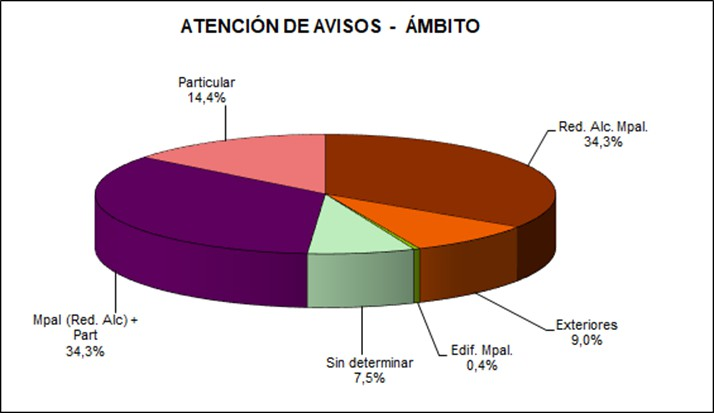 ATENCIÓN DE AVISOS - ÁMBITO
Particular
14,4%
Red. Alc. Mpal.
34,3%
Mpal (Red. Alc) +
Part
34,3%
Sin determinar
7,5%
Edif. Mpal.
0,4%
Exteriores
9,0%